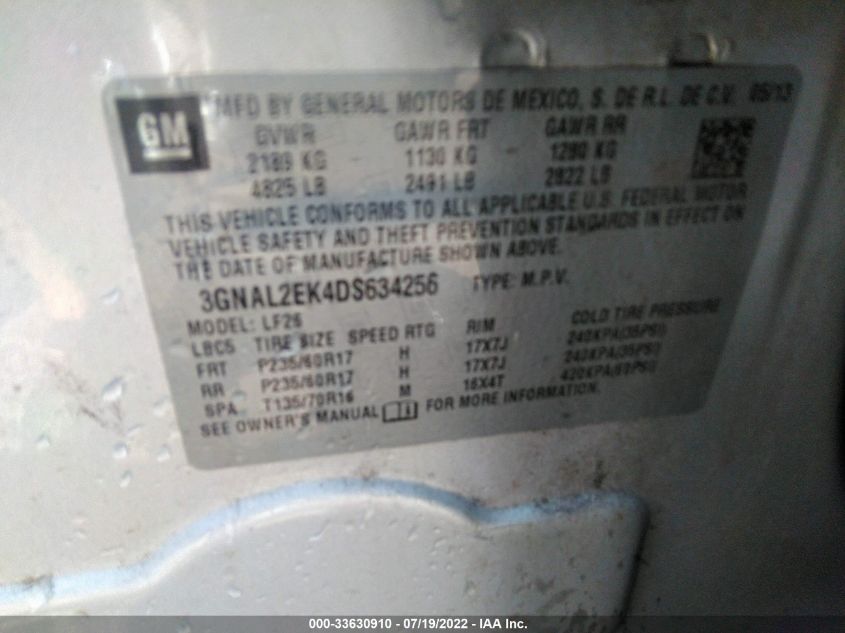 GM
MFD BY GENERAL MOTORS DE MEXICO, S. DE R.L. DE C.V. 05/13
GVWR GAWR FRT GAWR RR
2189 KG 1130 KG 1280 KG
4825 LB 2491 LB 2822 LB
THIS VEHICLE CONFORMS TO ALL APPLICABLE U.S. FEDERAL MOTOR
VEHICLE SAFETY AND THEFT PREVENTION STANDARDS IN EFFECT ON
THE DATE OF MANUFACTURE SHOWN ABOVE.
3GNAL2EK4DS634256 TYPE: M.P.V.
MODEL: LF26
LBC5 TIRE SIZE SPEED RTG RIM COLD TIRE PRESSURE
FRT P235/60R17 H 17X7J 240KPA(35PSI)
RR P235/60R17 H 17X7J 240KPA(35PSI)
SPA T135/70R16 M 16X4T 420KPA(60PSI)
SEE OWNER'S MANUAL FOR MORE INFORMATION.
000-33630910 - 07/19/2022 - IAA Inc.